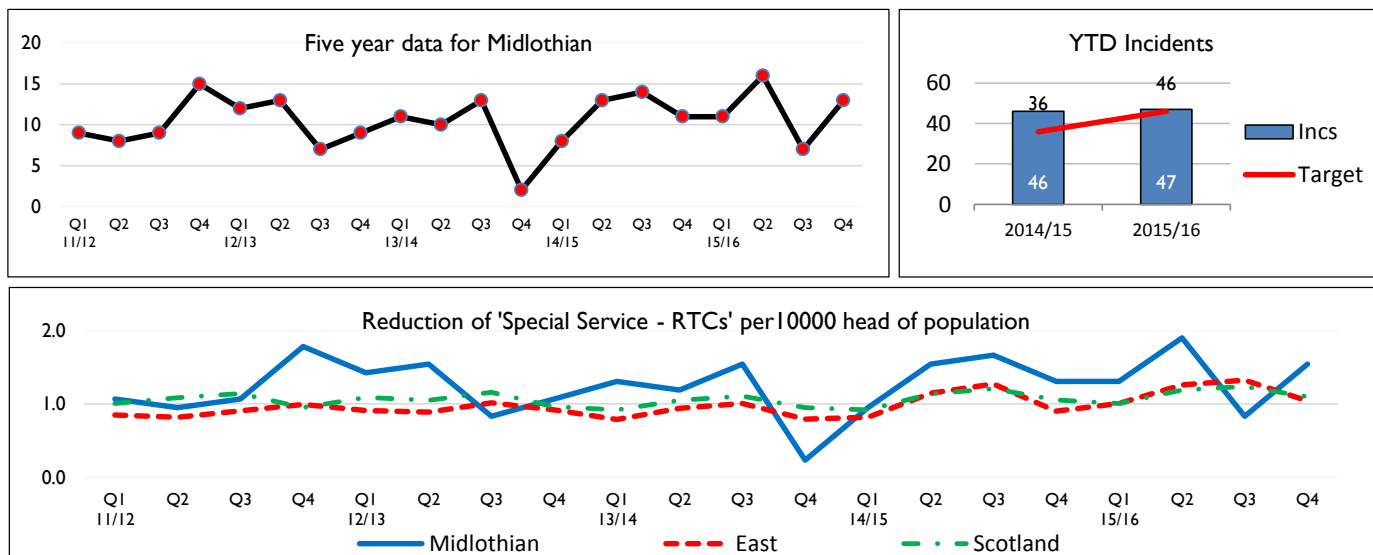 Five year data for Midlothian
20
15
10
5
0
Q1 Q2 Q3 Q4 Q1 Q2 Q3 Q4 Q1 Q2 Q3 Q4 Q1 Q2 Q3 Q4 Q1 Q2 Q3 Q4
11/12 12/13 13/14 14/15 15/16
YTD Incidents
60
40
20
0
36 46
46 47
2014/15 2015/16
Incs
Target
Reduction of 'Special Service - RTCs' per10000 head of population
2.0
1.0
0.0
Q1 Q2 Q3 Q4 Q1 Q2 Q3 Q4 Q1 Q2 Q3 Q4 Q1 Q2 Q3 Q4 Q1 Q2 Q3 Q4
11/12 12/13 13/14 14/15 15/16
Midlothian East Scotland